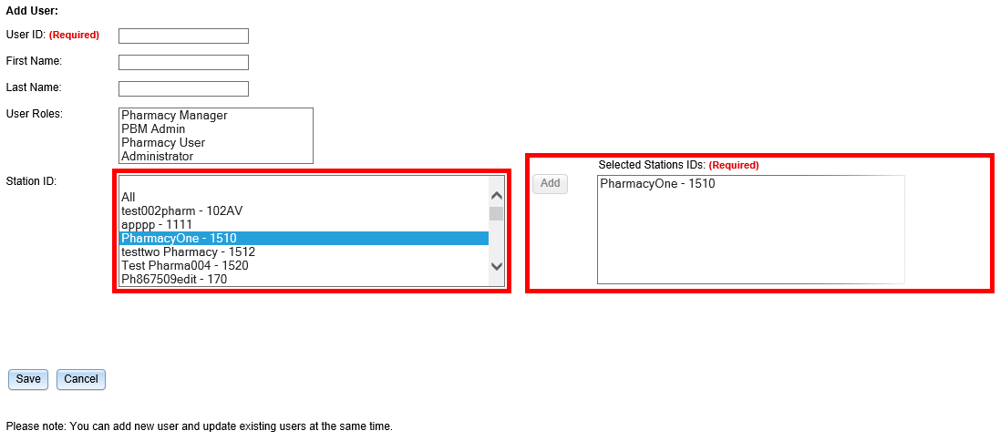 Add User:
User ID: (Required)
First Name:
Last Name:
User Roles:
Pharmacy Manager
PBM Admin
Pharmacy User
Administrator
Station ID:
All
test002pharm - 102AV
apppp - 1111
PharmacyOne - 1510
testtwo Pharmacy - 1512
Test Pharma004 - 1520
Ph867509edit - 170
Add
Selected Stations IDs: (Required)
PharmacyOne - 1510
Save
Cancel
Please note: You can add new user and update existing users at the same time.